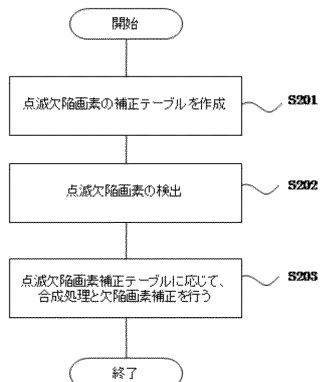 開始
点滅欠陥画素の補正テーブルを作成
S201
点滅欠陥画素の検出
S202
点滅欠陥画素補正テーブルに応じて、
合成処理と欠陥画素補正を行う
S203
終了